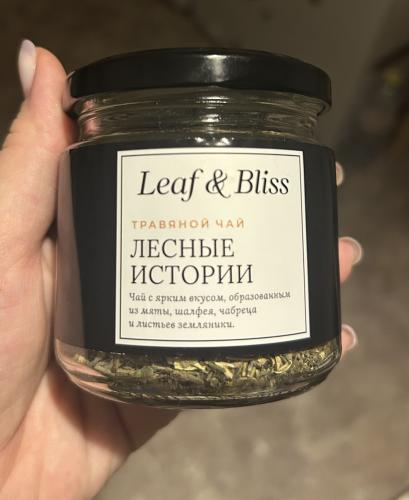 Leaf & Bliss
ТРАВЯНОЙ ЧАЙ
ЛЕСНЫЕ
ИСТОРИИ
Чай с ярким вкусом, образованным
из мяты, шалфея, чабреца
и листьев земляники.